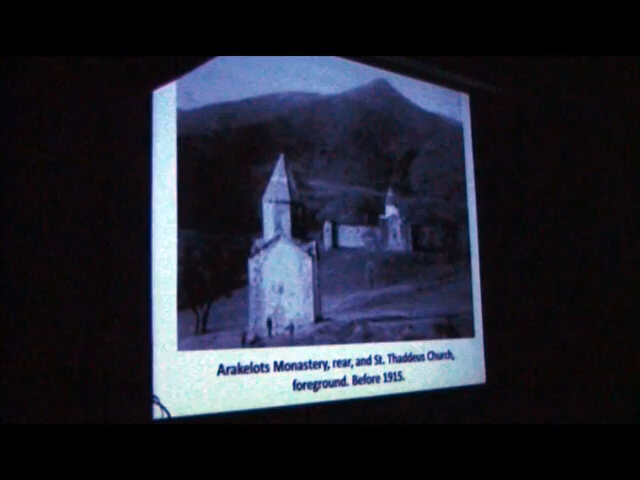 Arakelots Monastery, rear, and St. Thaddeus Church,
foreground. Before 1915.